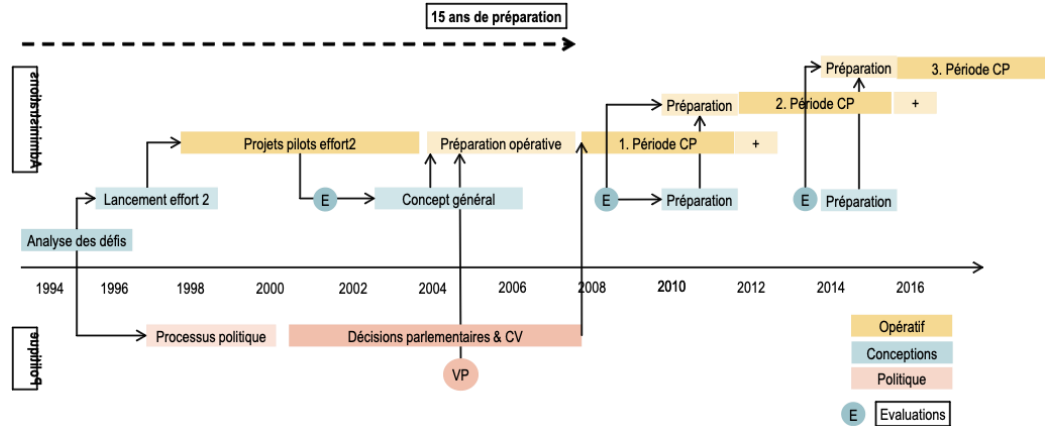 15 ans de préparation
Administrations
Préparation
3. Période CP
Préparation
2. Période CP
+
Projets pilots effort2
Préparation opérative
1. Période CP
+
Lancement effort 2
E
Concept général
E
Préparation
E
Préparation
Analyse des défis
1994 1996 1998 2000 2002 2004 2006 2008 2010 2012 2014 2016
Politique
Processus politique
Décisions parlementaires & CV
VP
Opératif
Conceptions
Politique
E Evaluations